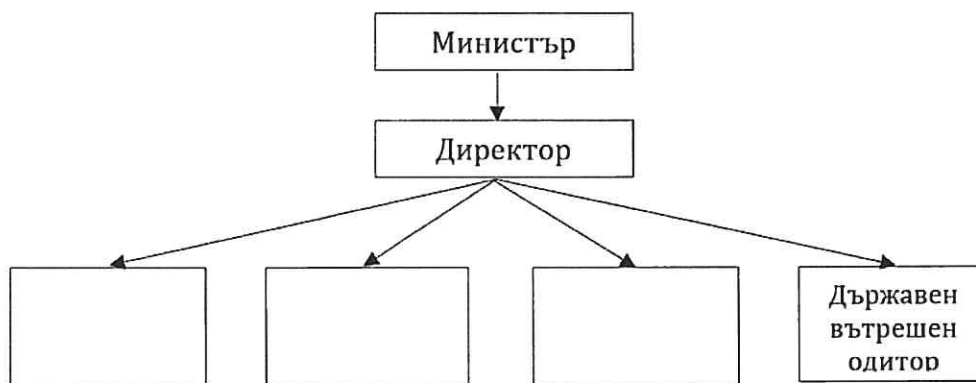 Министър
Директор
Държавен
вътрешен
одитор